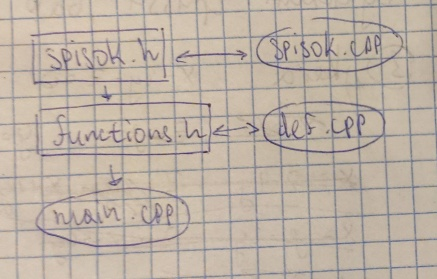 spisok.h spisok.cpp
functions.h def.cpp
main.cpp